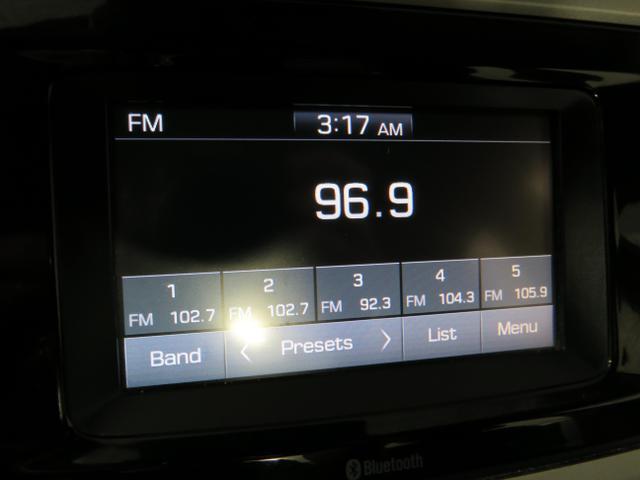 FM 3:17 AM
96.9
1 2 3 4 5
FM 102.7 FM 102.7 FM 92.3 FM 104.3 FM 105.9
Band < Presets > List Menu
Bluetooth